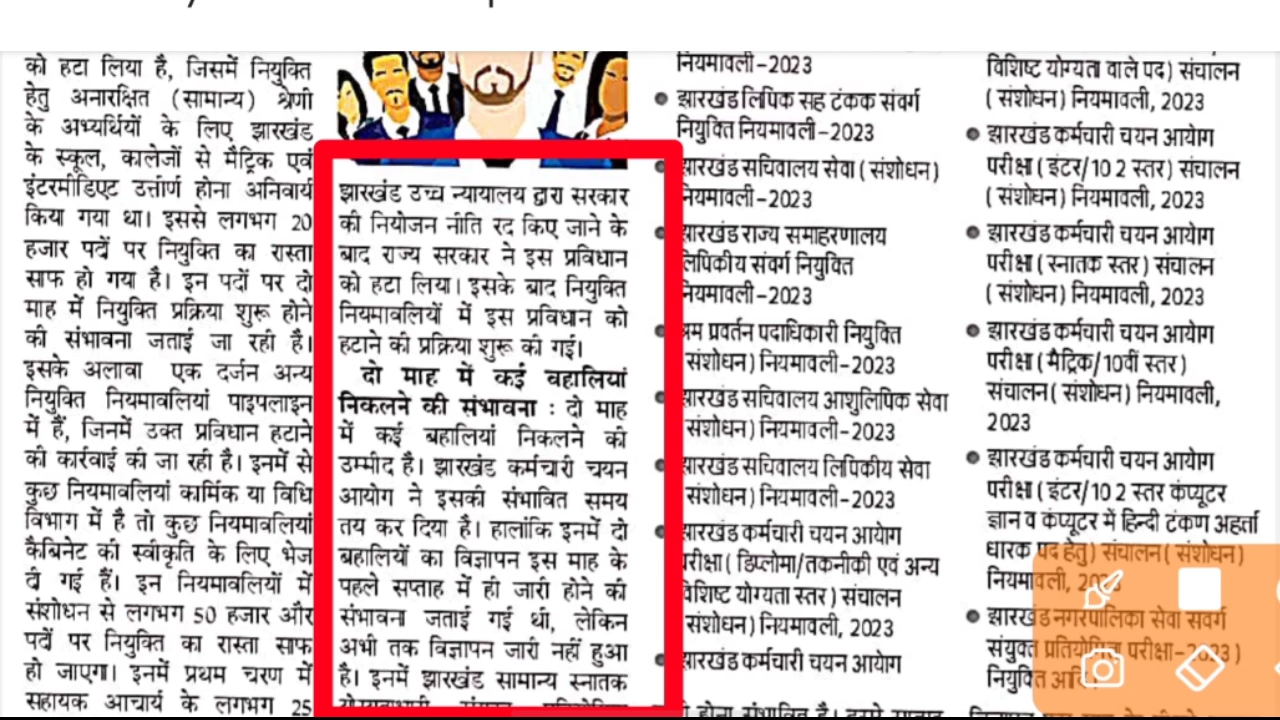 को हटा लिया है, जिसमें नियुक्ति
हेतु अनारक्षित (सामान्य) श्रेणी
के अभ्यर्थियों के लिए झारखंड
के स्कूल, कालेजों से मैट्रिक एवं
इंटरमीडिएट उत्तीर्ण होना अनिवार्य
किया गया था। इससे लगभग 20
हजार पदों पर नियुक्ति का रास्ता
साफ हो गया है। इन पदों पर दो
माह में नियुक्ति प्रक्रिया शुरू होने
की संभावना जताई जा रही है।
इसके अलावा एक दर्जन अन्य
नियुक्ति नियमावलियां पाइपलाइन
में हैं, जिनमें उक्त प्रविधान हटाने
की कार्रवाई की जा रही है। इनमें से
कुछ नियमावलियां कार्मिक या विधि
विभाग में है तो कुछ नियमावलियां
कैबिनेट की स्वीकृति के लिए भेज
दी गई हैं। इन नियमावलियों में
संशोधन से लगभग 50 हजार और
पदों पर नियुक्ति का रास्ता साफ
हो जाएगा। इनमें प्रथम चरण में
सहायक आचार्य के लगभग 25
झारखंड उच्च न्यायालय द्वारा सरकार
की नियोजन नीति रद किए जाने के
बाद राज्य सरकार ने इस प्रविधान
को हटा लिया। इसके बाद नियुक्ति
नियमावलियों में इस प्रविधान को
हटाने की प्रक्रिया शुरू की गई।
दो माह में कई बहालियां
निकलने की संभावना : दो माह
में कई बहालियां निकलने की
उम्मीद है। झारखंड कर्मचारी चयन
आयोग ने इसकी संभावित समय
तय कर दिया है। हालांकि इनमें दो
बहालियों का विज्ञापन इस माह के
पहले सप्ताह में ही जारी होने की
संभावना जताई गई थी, लेकिन
अभी तक विज्ञापन जारी नहीं हुआ
है। इनमें झारखंड सामान्य स्नातक
नियमावली-2023
● झारखंड लिपिक सह टंकक संवर्ग
नियुक्ति नियमावली-2023
● झारखंड सचिवालय सेवा (संशोधन)
नियमावली-2023
● झारखंड राज्य समाहरणालय
लिपिकीय संवर्ग नियुक्ति
नियमावली-2023
● श्रम प्रवर्तन पदाधिकारी नियुक्ति
(संशोधन) नियमावली-2023
● झारखंड सचिवालय आशुलिपिक सेवा
(संशोधन) नियमावली-2023
● झारखंड सचिवालय लिपिकीय सेवा
(संशोधन) नियमावली-2023
● झारखंड कर्मचारी चयन आयोग
परीक्षा (डिप्लोमा/तकनीकी एवं अन्य
विशिष्ट योग्यता स्तर) संचालन
(संशोधन) नियमावली, 2023
● झारखंड कर्मचारी चयन आयोग
विशिष्ट योग्यता वाले पद) संचालन
(संशोधन) नियमावली, 2023
● झारखंड कर्मचारी चयन आयोग
परीक्षा (इंटर/10 2 स्तर) संचालन
(संशोधन) नियमावली, 2023
● झारखंड कर्मचारी चयन आयोग
परीक्षा (स्नातक स्तर) संचालन
(संशोधन) नियमावली, 2023
● झारखंड कर्मचारी चयन आयोग
परीक्षा (मैट्रिक/10वीं स्तर)
संचालन (संशोधन) नियमावली,
2023
● झारखंड कर्मचारी चयन आयोग
परीक्षा (इंटर/10 2 स्तर कंप्यूटर
ज्ञान व कंप्यूटर में हिन्दी टंकण अहर्ता
धारक पद हेतु) संचालन (संशोधन)
नियमावली, 2023
● झारखंड नगरपालिका सेवा संवर्ग
संयुक्त प्रतियोगिता परीक्षा-2023)
नियुक्ति आदि।